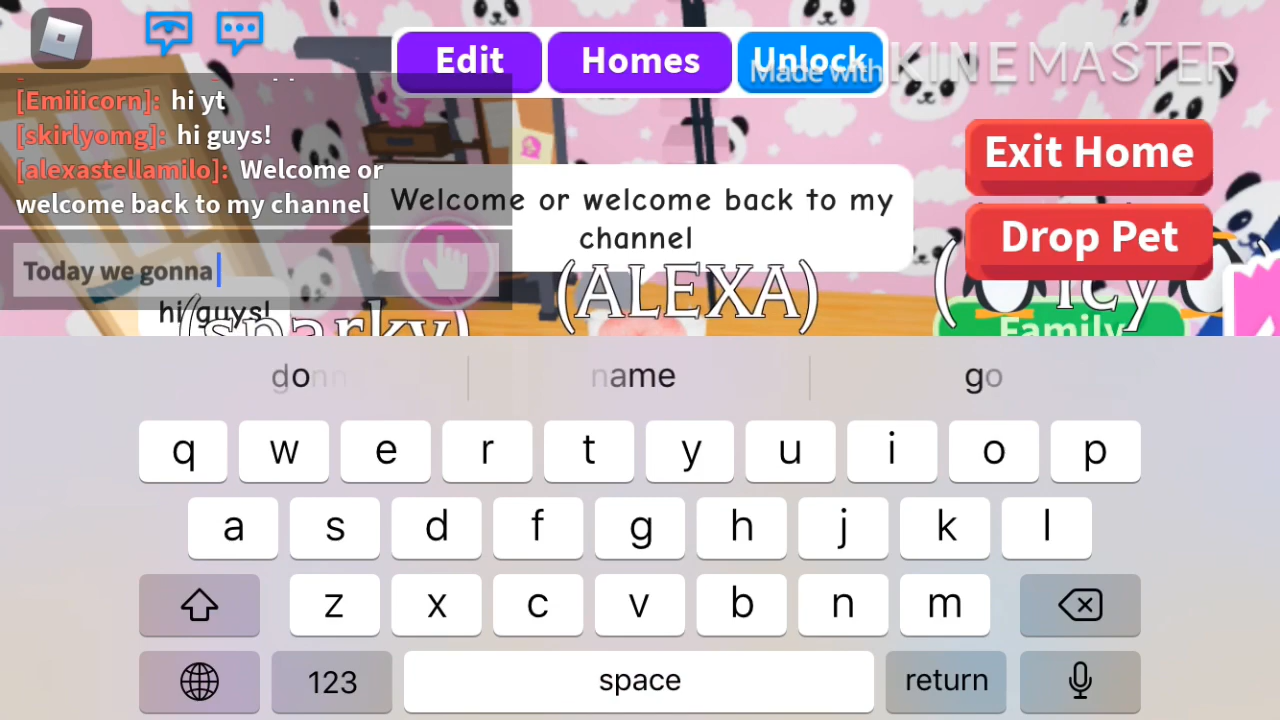 Edit Homes Unlock
Made with KINEMASTER
[Emiiicorn]: hi yt
[skirlyomg]: hi guys!
[alexastellamilo]: Welcome or
welcome back to my channel
Exit Home
Welcome or welcome back to my
channel
Drop Pet
Today we gonna
hi guys!
(sparky)
(ALEXA)
( icy
Family
name go
q w e r t y u i o p
a s d f g h j k l
z x c v b n m
123 space return